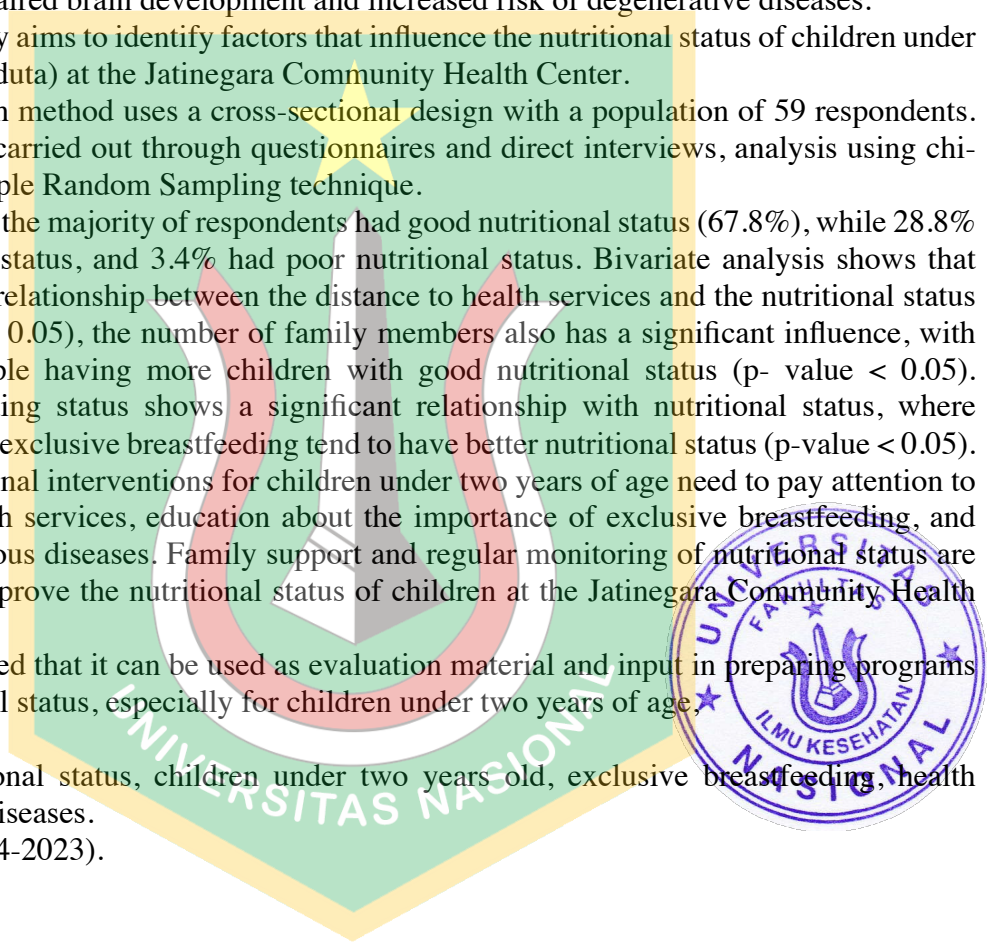 aired brain development and increased risk of degenerative diseases.
y aims to identify factors that influence the nutritional status of children under
duta) at the Jatinegara Community Health Center.
n method uses a cross-sectional design with a population of 59 respondents.
carried out through questionnaires and direct interviews, analysis using chi-
ple Random Sampling technique.
the majority of respondents had good nutritional status (67.8%), while 28.8%
status, and 3.4% had poor nutritional status. Bivariate analysis shows that
relationship between the distance to health services and the nutritional status
0.05), the number of family members also has a significant influence, with
ple having more children with good nutritional status (p- value < 0.05).
ing status shows a significant relationship with nutritional status, where
exclusive breastfeeding tend to have better nutritional status (p-value < 0.05).
nal interventions for children under two years of age need to pay attention to
h services, education about the importance of exclusive breastfeeding, and
ous diseases. Family support and regular monitoring of nutritional status are
prove the nutritional status of children at the Jatinegara Community Health
ed that it can be used as evaluation material and input in preparing programs
l status, especially for children under two years of age,
onal status, children under two years old, exclusive breastfeeding, health
iseases.
4-2023).
UNIVERSITAS NASIONAL
UNIVERSITAS
FAKULTAS
ILMU KESEHATAN
NASIONAL